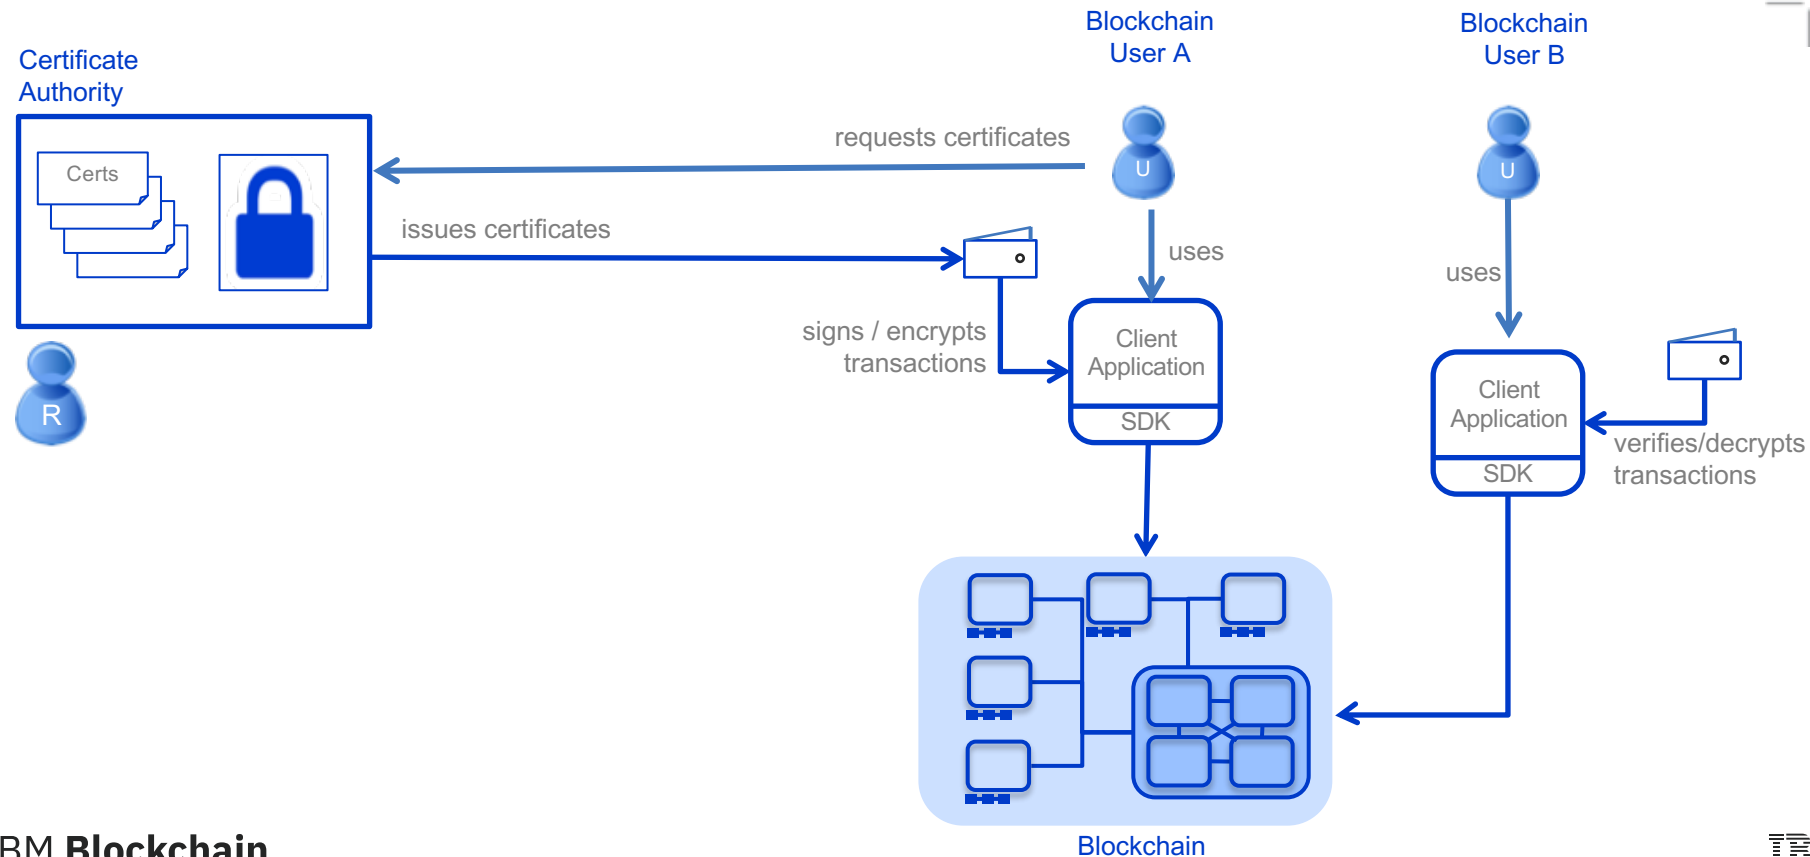 Blockchain
User A
Blockchain
User B
Certificate
Authority
requests certificates
U
U
Certs
issues certificates
uses
uses
signs / encrypts
transactions
Client
Application
SDK
R
Client
Application
SDK
verifies/decrypts
transactions
Blockchain
BM Blockchain